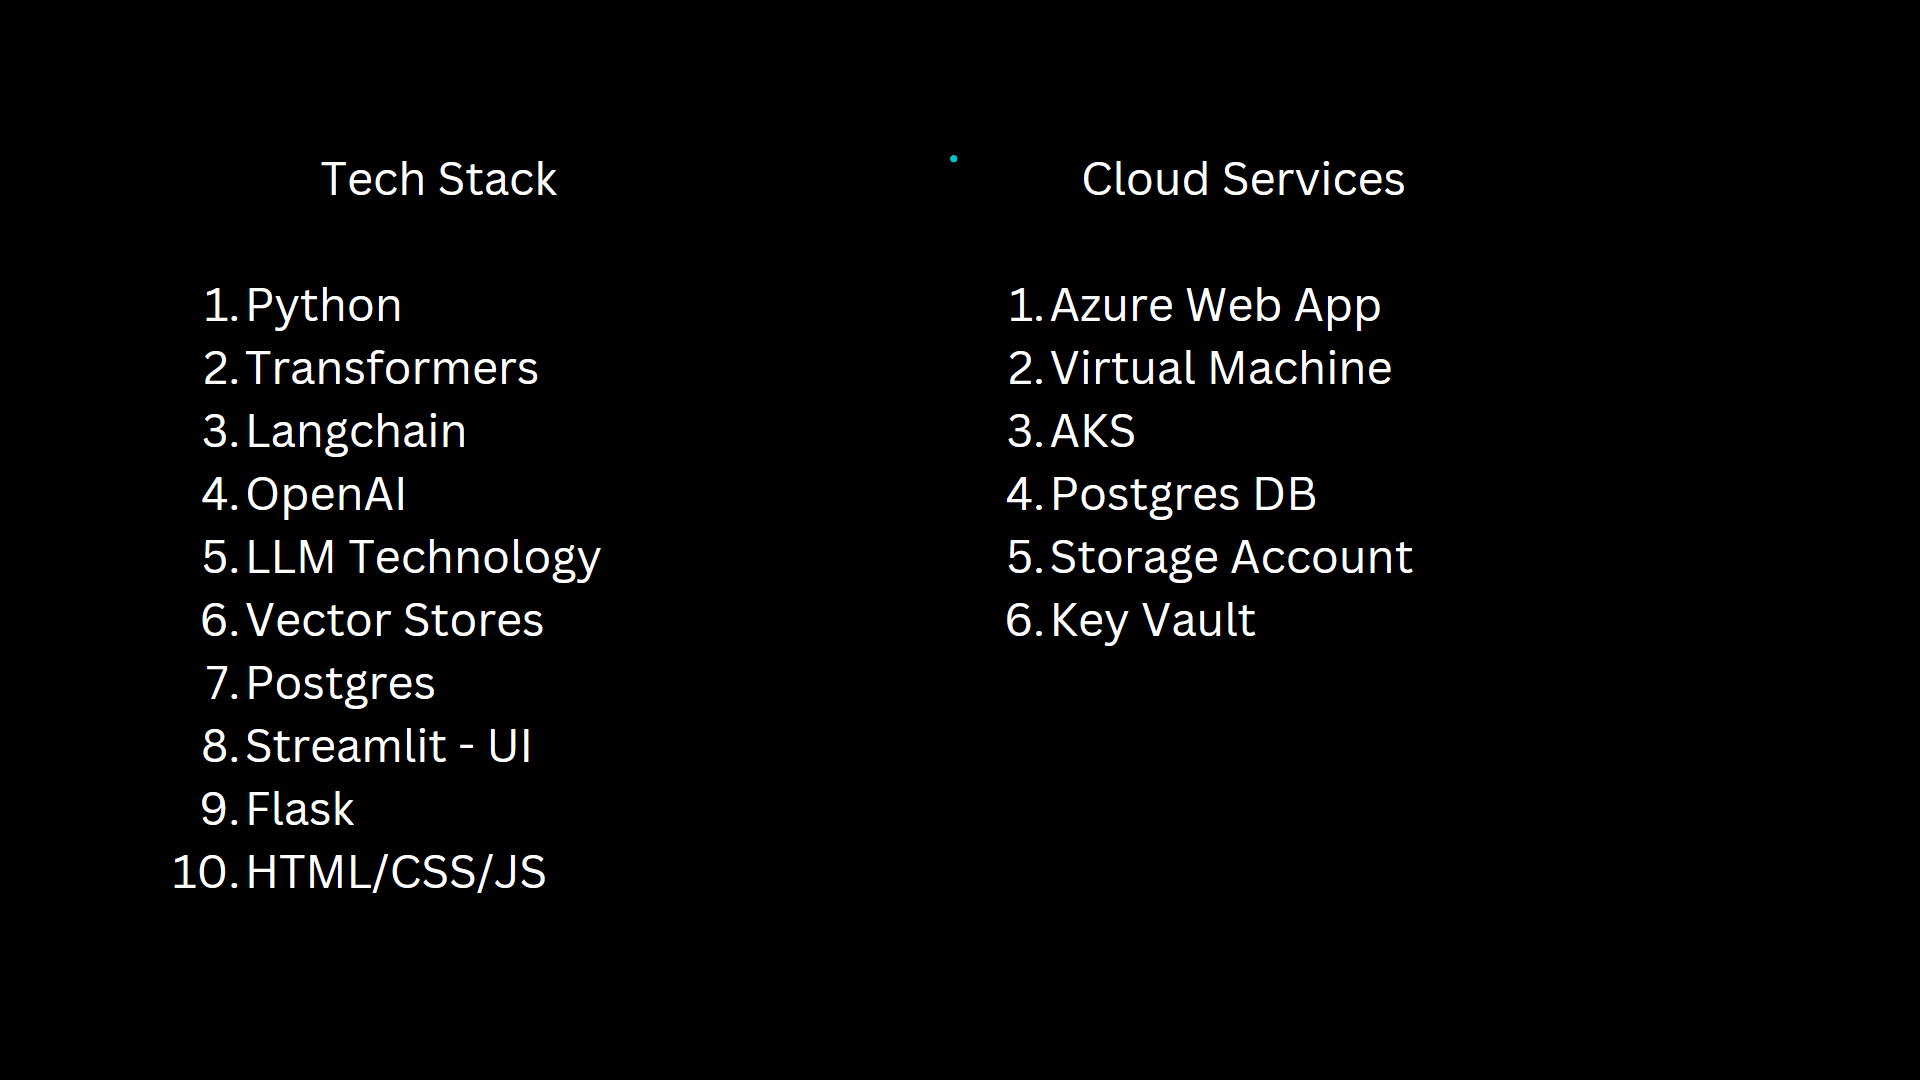 Tech Stack
1. Python
2. Transformers
3. Langchain
4. OpenAI
5. LLM Technology
6. Vector Stores
7. Postgres
8. Streamlit - UI
9. Flask
10. HTML/CSS/JS
Cloud Services
1. Azure Web App
2. Virtual Machine
3. AKS
4. Postgres DB
5. Storage Account
6. Key Vault